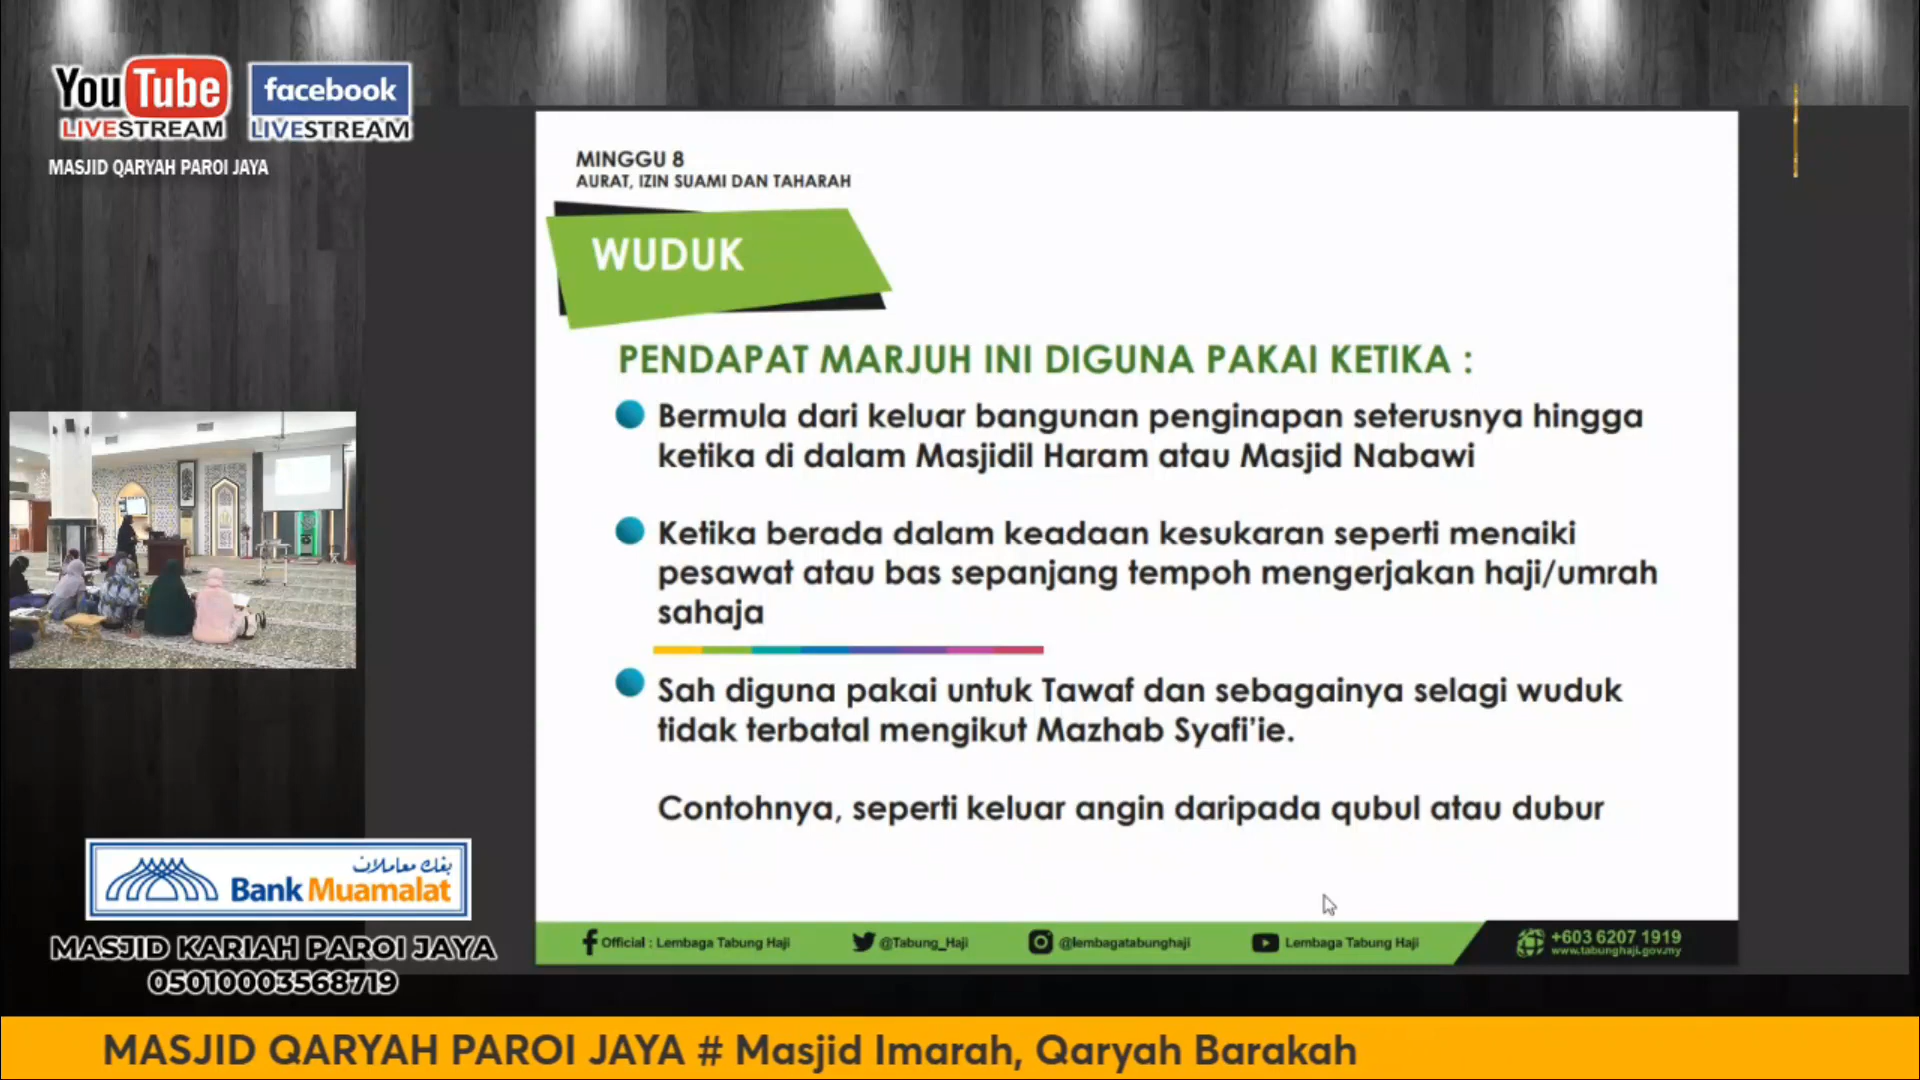 YouTube
LIVESTREAM
facebook
LIVESTREAM
MASJID QARYAH PAROI JAYA
MINGGU 8
AURAT, IZIN SUAMI DAN TAHARAH
WUDUK
PENDAPAT MARJUH INI DIGUNA PAKAI KETIKA :
Bermula dari keluar bangunan penginapan seterusnya hingga
ketika di dalam Masjidil Haram atau Masjid Nabawi
Ketika berada dalam keadaan kesukaran seperti menaiki
pesawat atau bas sepanjang tempoh mengerjakan haji/umrah
sahaja
Sah diguna pakai untuk Tawaf dan sebagainya selagi wuduk
tidak terbatal mengikut Mazhab Syafi'ie.
Contohnya, seperti keluar angin daripada qubul atau dubur
Official : Lembaga Tabung Haji
@Tabung_Haji
@lembagatabunghaji
Lembaga Tabung Haji
+603 6207 1919
www.tabunghaji.gov.my
بنك معاملات
Bank Muamalat
MASJID KARIAH PAROI JAYA
05010003568719
MASJID QARYAH PAROI JAYA # Masjid Imarah, Qaryah Barakah